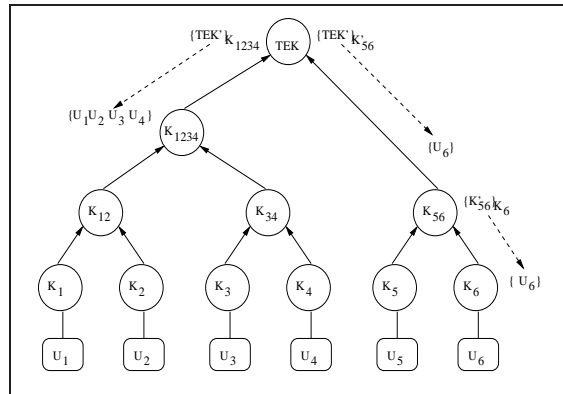 {TEK'}K1234 TEK {TEK'}K'56
{U1U2 U3 U4}
K1234
{U6}
K12 K34 K56 {K'56}K6
K1 K2 K3 K4 K5 K6 { U6}
U1 U2 U3 U4 U5 U6